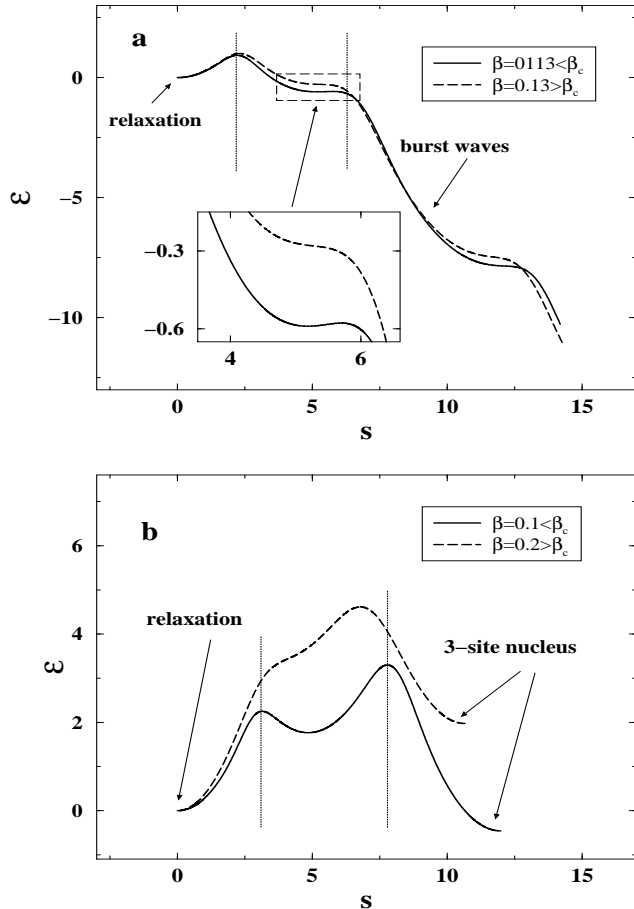 a
β=0113<βc
β=0.13>βc
relaxation
burst waves
ε
0
−5
−10
−0.3
−0.6
4
6
0
5
10
15
s
b
β=0.1<βc
β=0.2>βc
relaxation
3−site nucleus
ε
6
4
2
0
0
5
10
15
s